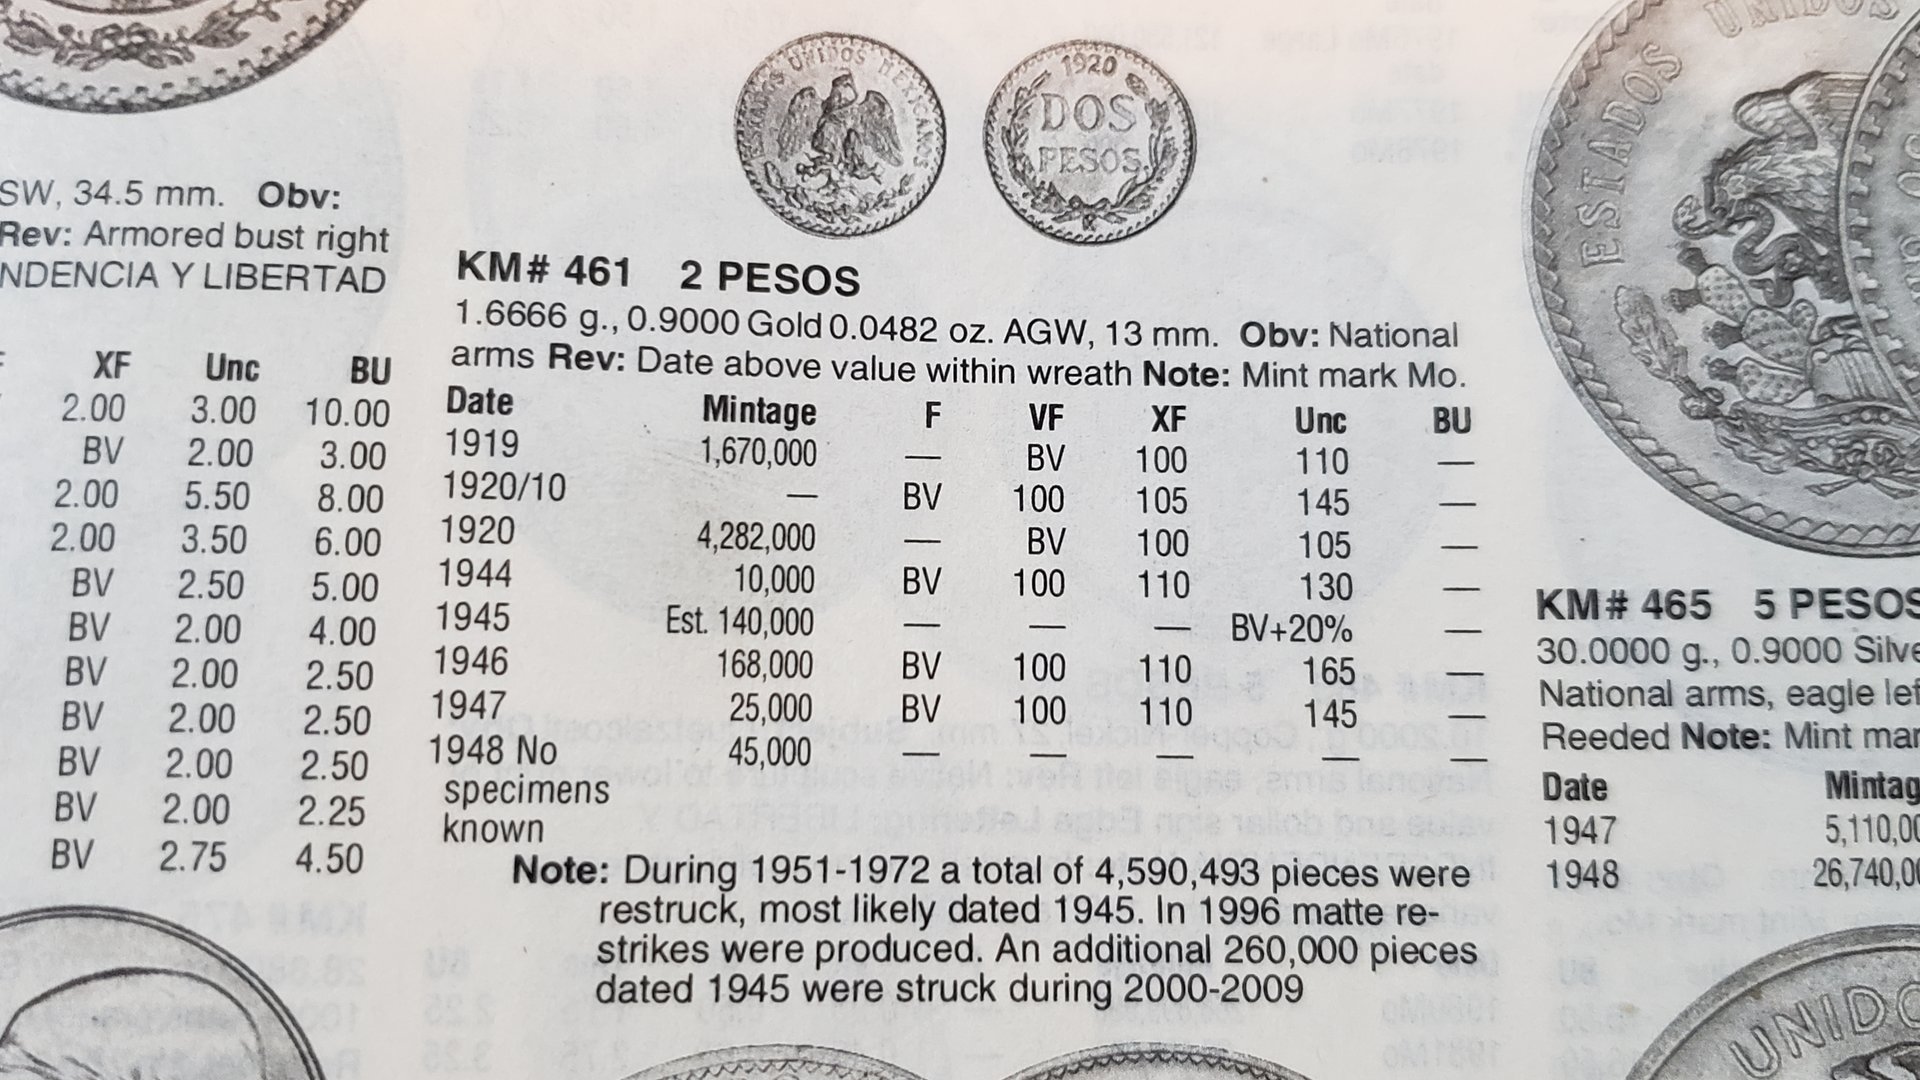 SW, 34.5 mm. Obv:
Rev: Armored bust right
NDENCIA Y LIBERTAD
XF Unc BU
2.00 3.00 10.00
BV 2.00 3.00
2.00 5.50 8.00
2.00 3.50 6.00
BV 2.50 5.00
BV 2.00 4.00
BV 2.00 2.50
BV 2.00 2.50
BV 2.00 2.50
BV 2.00 2.25
BV 2.75 4.50
ESTADOS UNIDOS MEXICANOS
1920
DOS
PESOS
KM# 461 2 PESOS
1.6666 g., 0.9000 Gold 0.0482 oz. AGW, 13 mm. Obv: National
arms Rev: Date above value within wreath Note: Mint mark Mo.
Date Mintage F VF XF Unc BU
1919 1,670,000 — BV 100 110 —
1920/10 — BV 100 105 145 —
1920 4,282,000 — BV 100 105 —
1944 10,000 BV 100 110 130 —
1945 Est. 140,000 — — — BV+20% —
1946 168,000 BV 100 110 165 —
1947 25,000 BV 100 110 145 —
1948 No 45,000 — — — — —
specimens
known
Note: During 1951-1972 a total of 4,590,493 pieces were
restruck, most likely dated 1945. In 1996 matte re-
strikes were produced. An additional 260,000 pieces
dated 1945 were struck during 2000-2009
ESTADOS UNIDOS
KM# 465 5 PESOS
30.0000 g., 0.9000 Silve
National arms, eagle lef
Reeded Note: Mint mar
Date Mintag
1947 5,110,00
1948 26,740,00
UNIDO